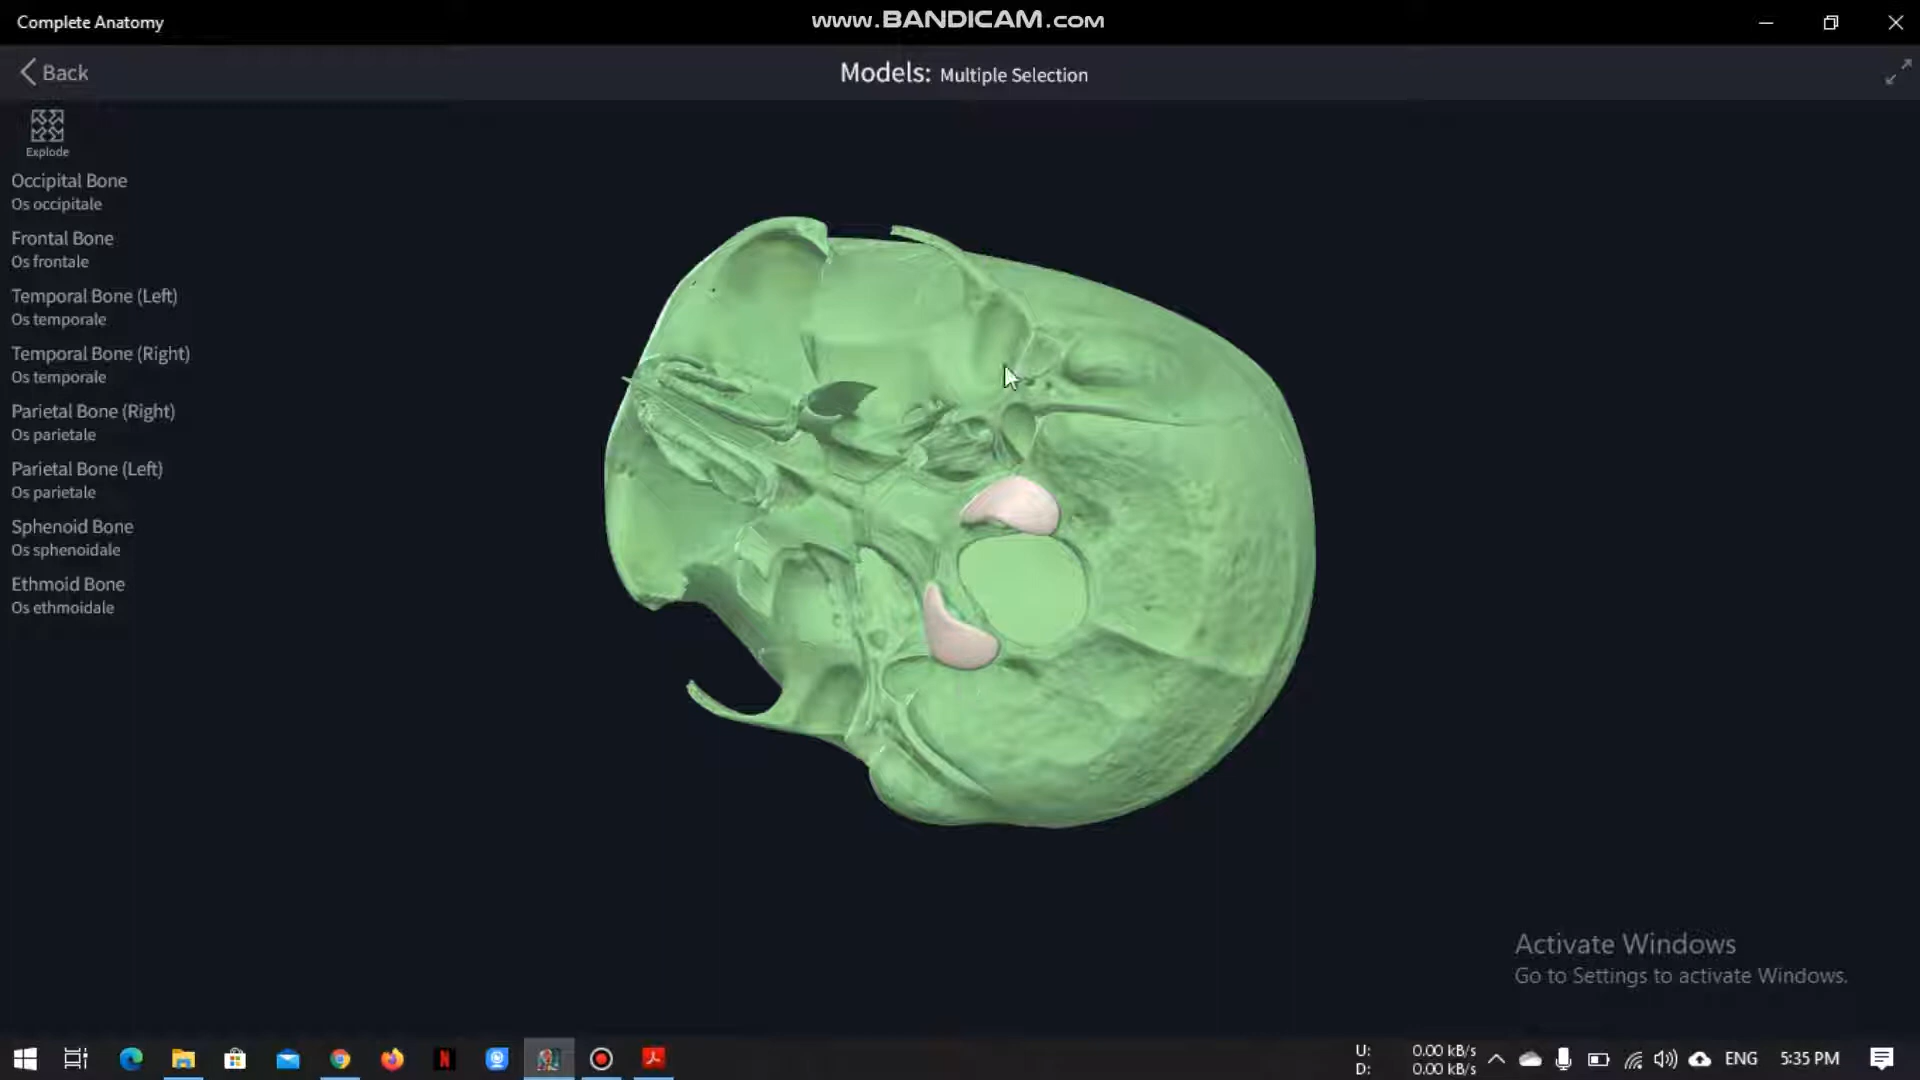 Complete Anatomy
www.BANDICAM.com
Back
Models: Multiple Selection
Explode
Occipital Bone
Os occipitale
Frontal Bone
Os frontale
Temporal Bone (Left)
Os temporale
Temporal Bone (Right)
Os temporale
Parietal Bone (Right)
Os parietale
Parietal Bone (Left)
Os parietale
Sphenoid Bone
Os sphenoidale
Ethmoid Bone
Os ethmoidale
Activate Windows
Go to Settings to activate Windows.
U: 0.00 kB/s
D: 0.00 kB/s
ENG
5:35 PM